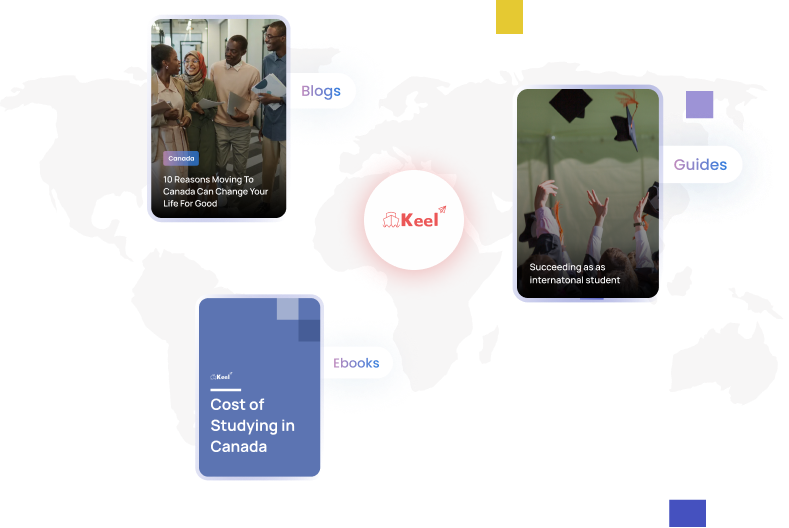 Blogs
Canada
10 Reasons Moving To
Canada Can Change Your
Life For Good
Guides
Keel
Succeeding as as
internatonal student
Ebooks
Keel
Cost of
Studying in
Canada